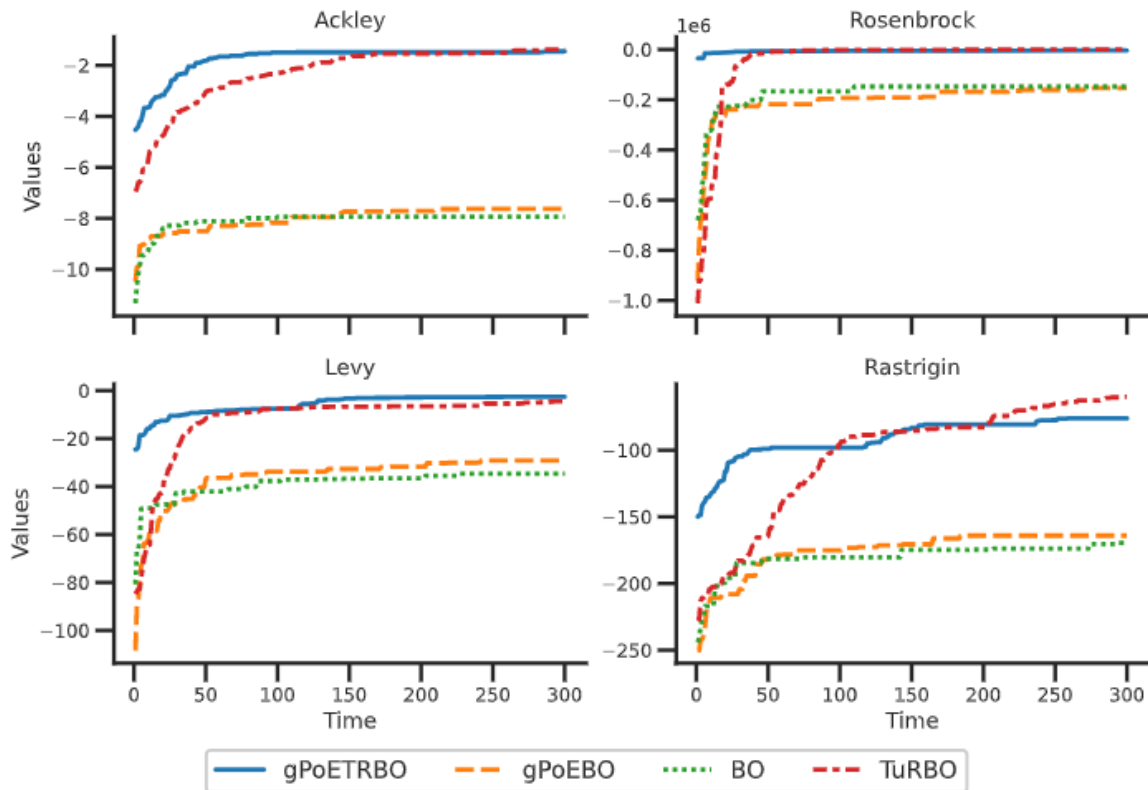 Ackley
Values
−2
−4
−6
−8
−10
Rosenbrock
1e6
0.0
−0.2
−0.4
−0.6
−0.8
−1.0
Levy
Values
0
−20
−40
−60
−80
−100
0 50 100 150 200 250 300
Time
Rastrigin
−100
−150
−200
−250
0 50 100 150 200 250 300
Time
gPoETRBO gPoEBO BO TuRBO